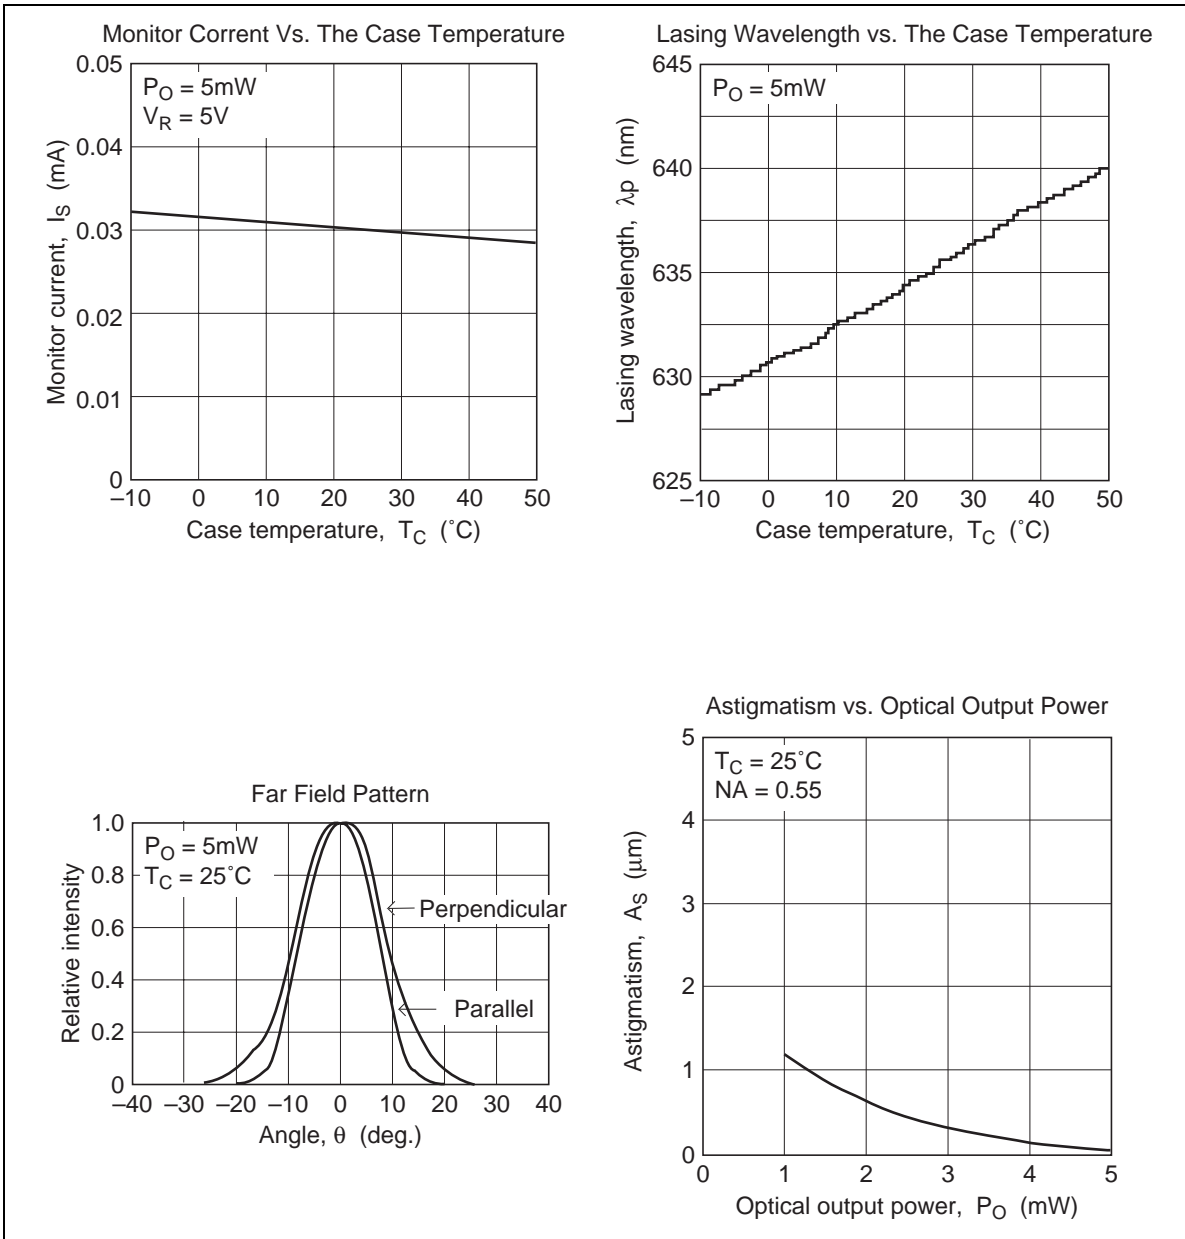 Monitor Corrent Vs. The Case Temperature
0.05
0.04
0.03
0.02
0.01
0
PO = 5mW
VR = 5V
Monitor current, IS (mA)
–10 0 10 20 30 40 50
Case temperature, TC (˚C)
Lasing Wavelength vs. The Case Temperature
645
640
635
630
625
PO = 5mW
Lasing wavelength, λp (nm)
–10 0 10 20 30 40 50
Case temperature, TC (˚C)
Far Field Pattern
1.0
0.8
0.6
0.4
0.2
0
PO = 5mW
TC = 25˚C
Perpendicular
Parallel
Relative intensity
–40 –30 –20 –10 0 10 20 30 40
Angle, θ (deg.)
Astigmatism vs. Optical Output Power
5
4
3
2
1
0
TC = 25˚C
NA = 0.55
Astigmatism, AS (µm)
0 1 2 3 4 5
Optical output power, PO (mW)